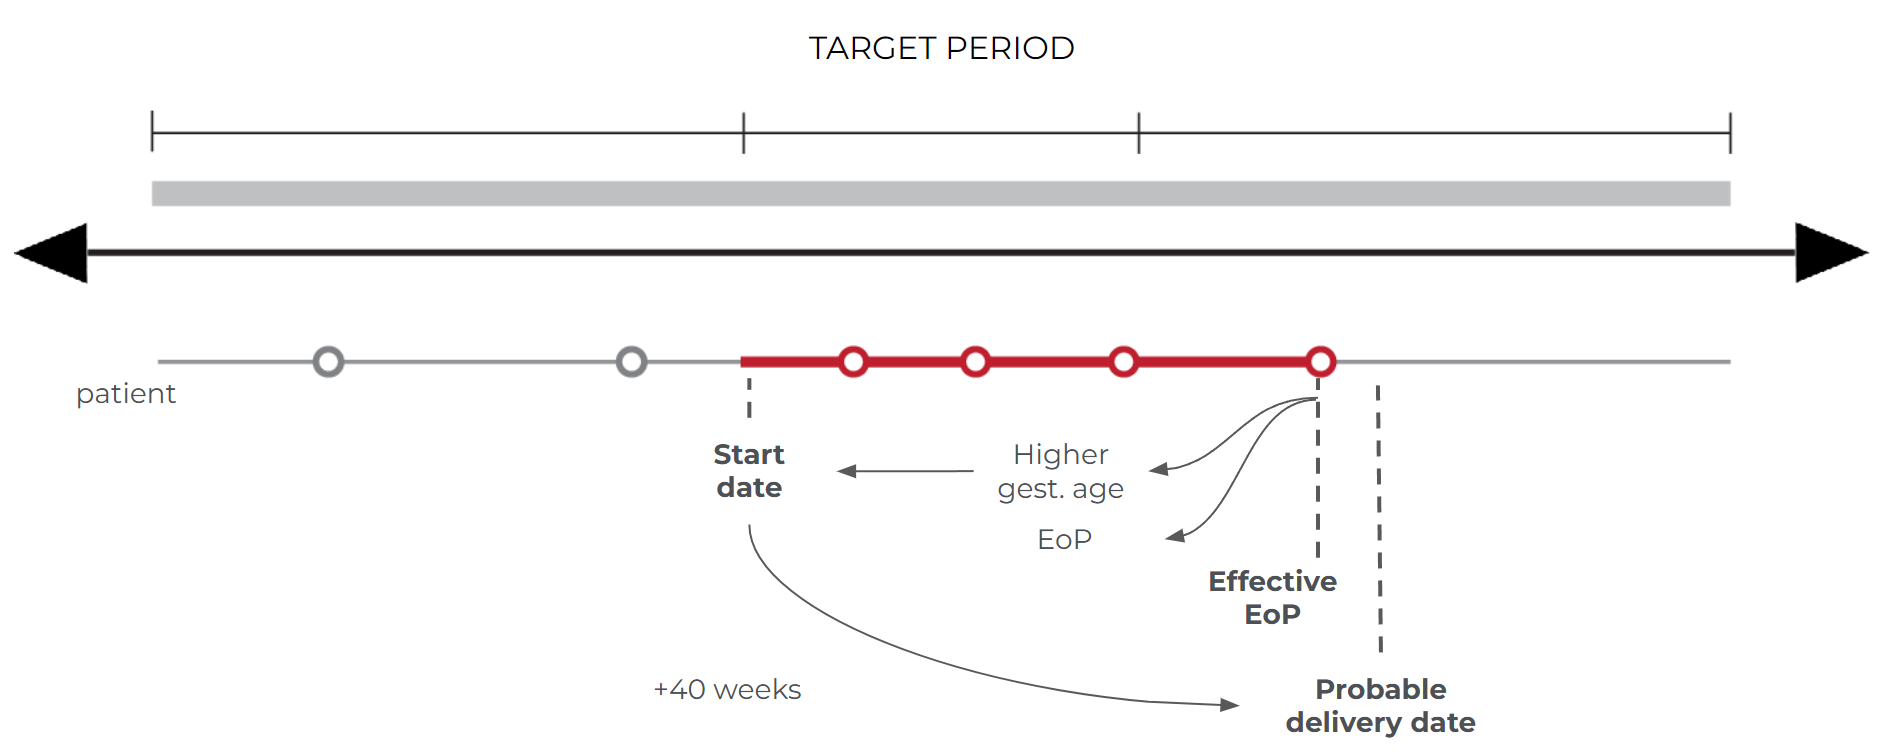 TARGET PERIOD
patient
Start
date
Higher
gest. age
EoP
Effective
EoP
+40 weeks
Probable
delivery date